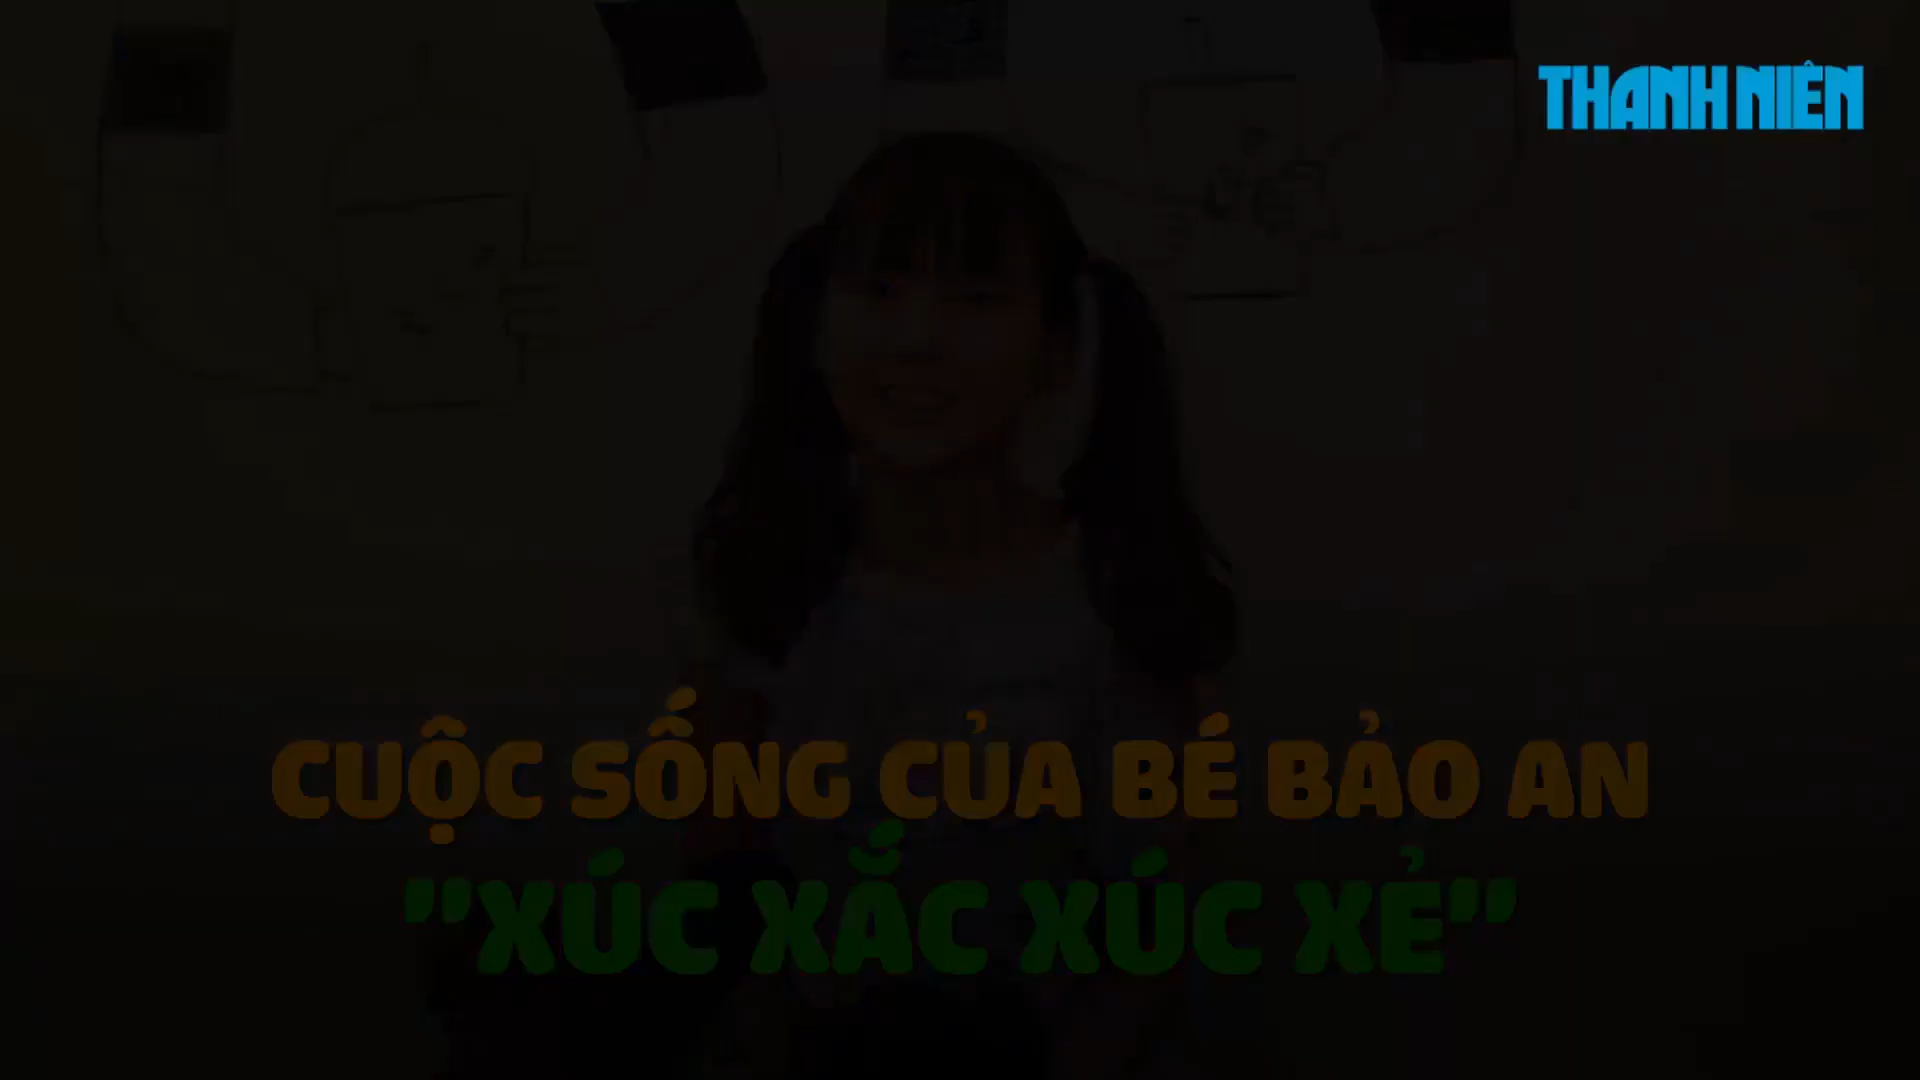 THANH NIÊN
CUỘC SỐNG CỦA BÉ BẢO AN
"XÚC XẮC XÚC XẺ"